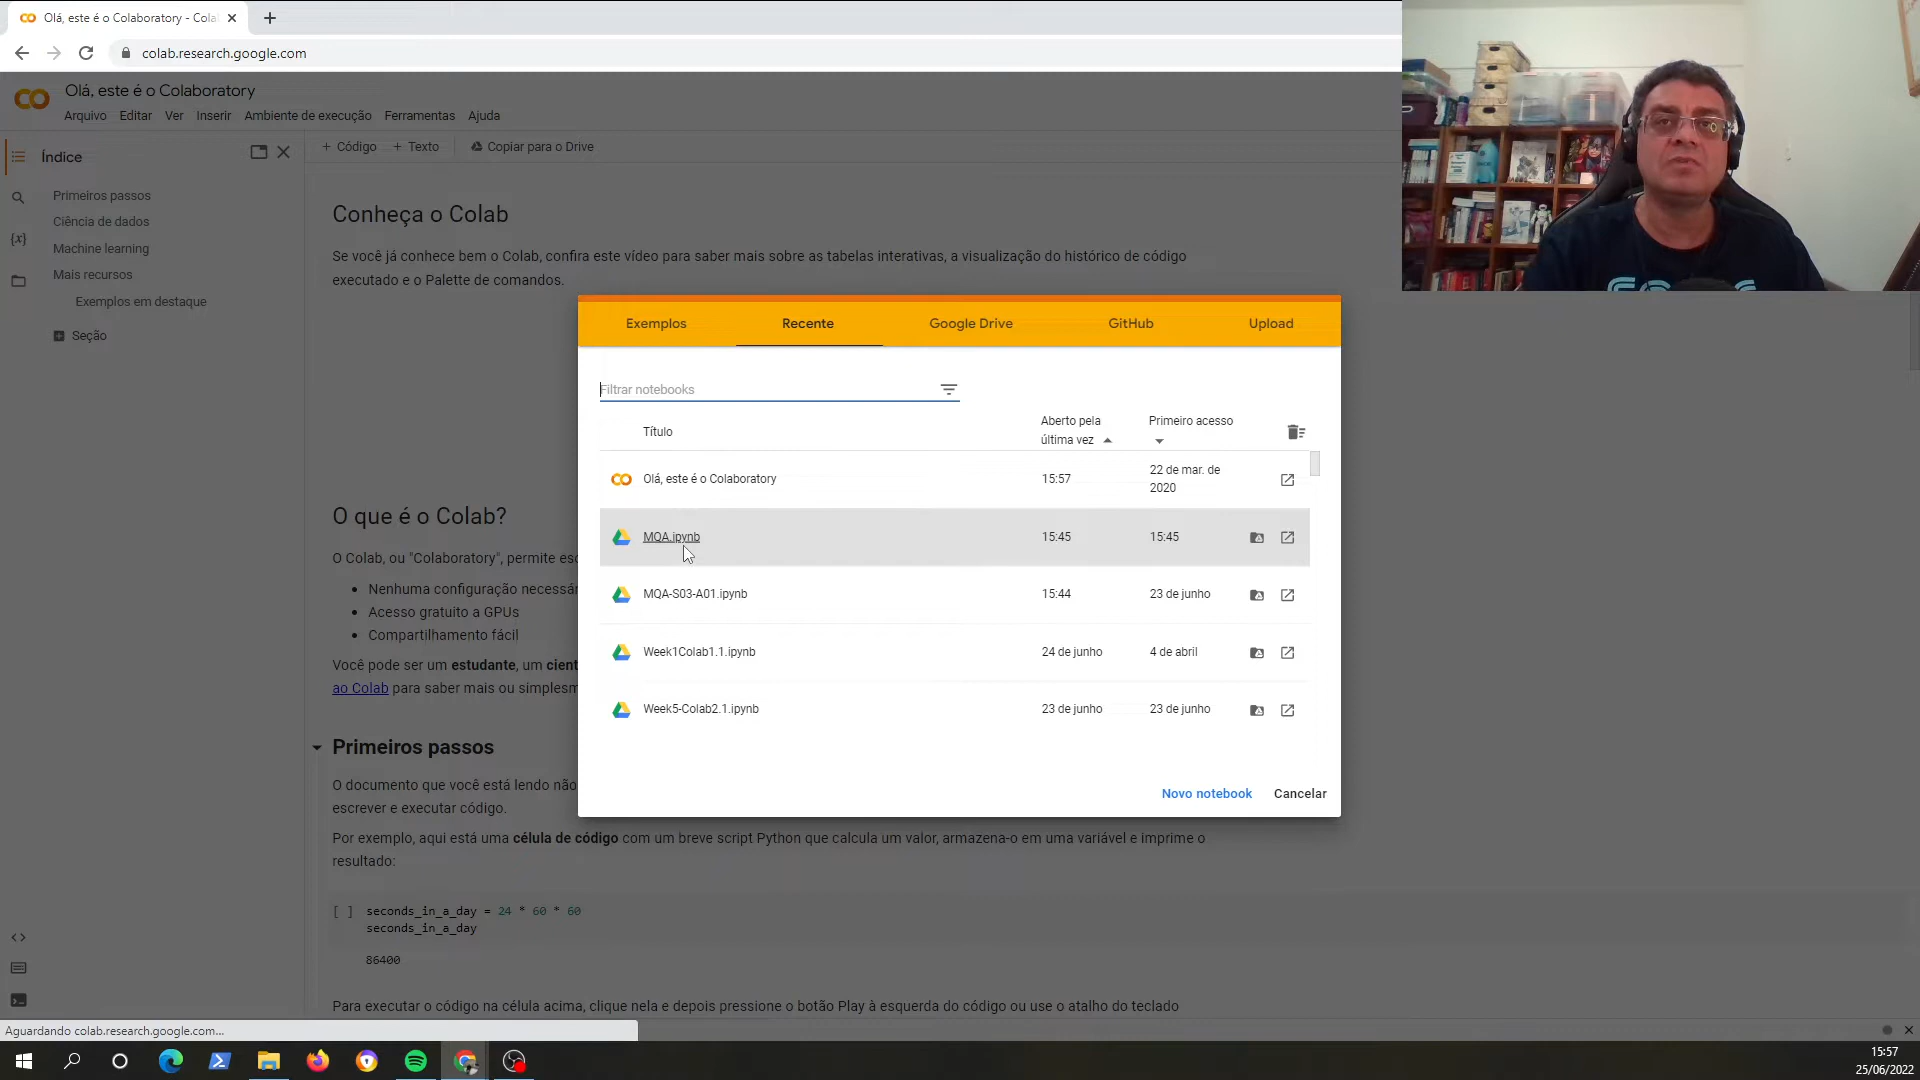 Olá, este é o Colaboratory - Cola
colab.research.google.com
Olá, este é o Colaboratory
Arquivo Editar Ver Inserir Ambiente de execução Ferramentas Ajuda
Índice
+ Código + Texto Copiar para o Drive
Primeiros passos
Ciência de dados
Machine learning
Mais recursos
Exemplos em destaque
Seção
Conheça o Colab
Se você já conhece bem o Colab, confira este vídeo para saber mais sobre as tabelas interativas, a visualização do histórico de código
executado e o Palette de comandos.
Exemplos Recente Google Drive GitHub Upload
Filtrar notebooks
Título Aberto pela última vez Primeiro acesso
Olá, este é o Colaboratory 15:57 22 de mar. de 2020
MQA.ipynb 15:45 15:45
MQA-S03-A01.ipynb 15:44 23 de junho
Week1Colab1.1.ipynb 24 de junho 4 de abril
Week5-Colab2.1.ipynb 23 de junho 23 de junho
Novo notebook Cancelar
O que é o Colab?
O Colab, ou "Colaboratory", permite esc
Nenhuma configuração necessár
Acesso gratuito a GPUs
Compartilhamento fácil
Você pode ser um estudante, um cient
ao Colab para saber mais ou simplesm
Primeiros passos
O documento que você está lendo não
escrever e executar código.
Por exemplo, aqui está uma célula de código com um breve script Python que calcula um valor, armazena-o em uma variável e imprime o
resultado:
[ ] seconds_in_a_day = 24 * 60 * 60
seconds_in_a_day
86400
Para executar o código na célula acima, clique nela e depois pressione o botão Play à esquerda do código ou use o atalho do teclado
Aguardando colab.research.google.com...
15:57
25/06/2022